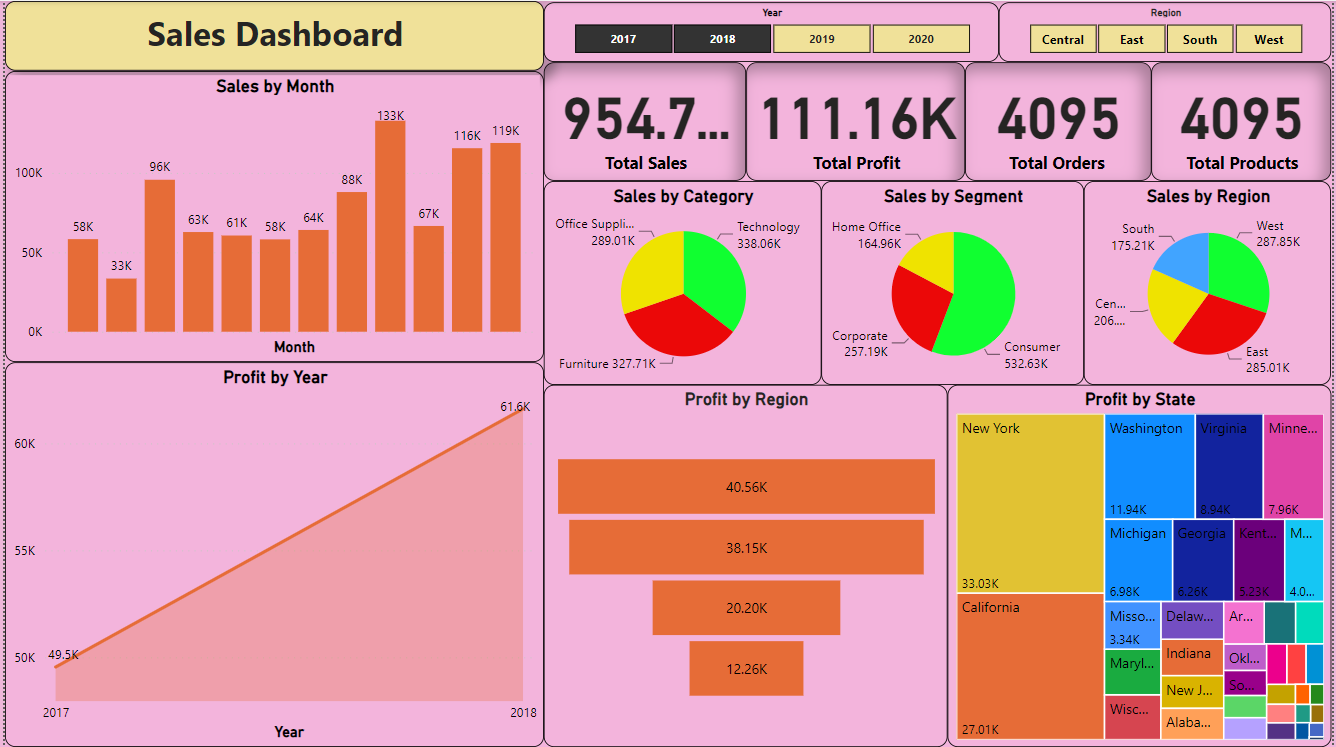 Sales Dashboard
Year
2017
2018
2019
2020
Region
Central
East
South
West
954.7...
Total Sales
111.16K
Total Profit
4095
Total Orders
4095
Total Products
Sales by Month
133K
119K
116K
96K
88K
67K
64K
63K
61K
58K
58K
33K
100K
50K
0K
Month
Sales by Category
Office Suppli...
289.01K
Technology
338.06K
Furniture 327.71K
Sales by Segment
Home Office
164.96K
Corporate
257.19K
Consumer
532.63K
Sales by Region
South
175.21K
West
287.85K
Cen...
206....
East
285.01K
Profit by Year
61.6K
60K
55K
50K
49.5K
2017
2018
Year
Profit by Region
40.56K
38.15K
20.20K
12.26K
Profit by State
New York
33.03K
California
27.01K
Washington
11.94K
Virginia
8.94K
Minne...
7.96K
Michigan
6.98K
Georgia
6.26K
Kent...
5.23K
M...
4.0...
Misso...
3.34K
Delaw...
Ar...
Maryl...
Indiana
Okl...
Wisc...
New J...
So...
Alaba...